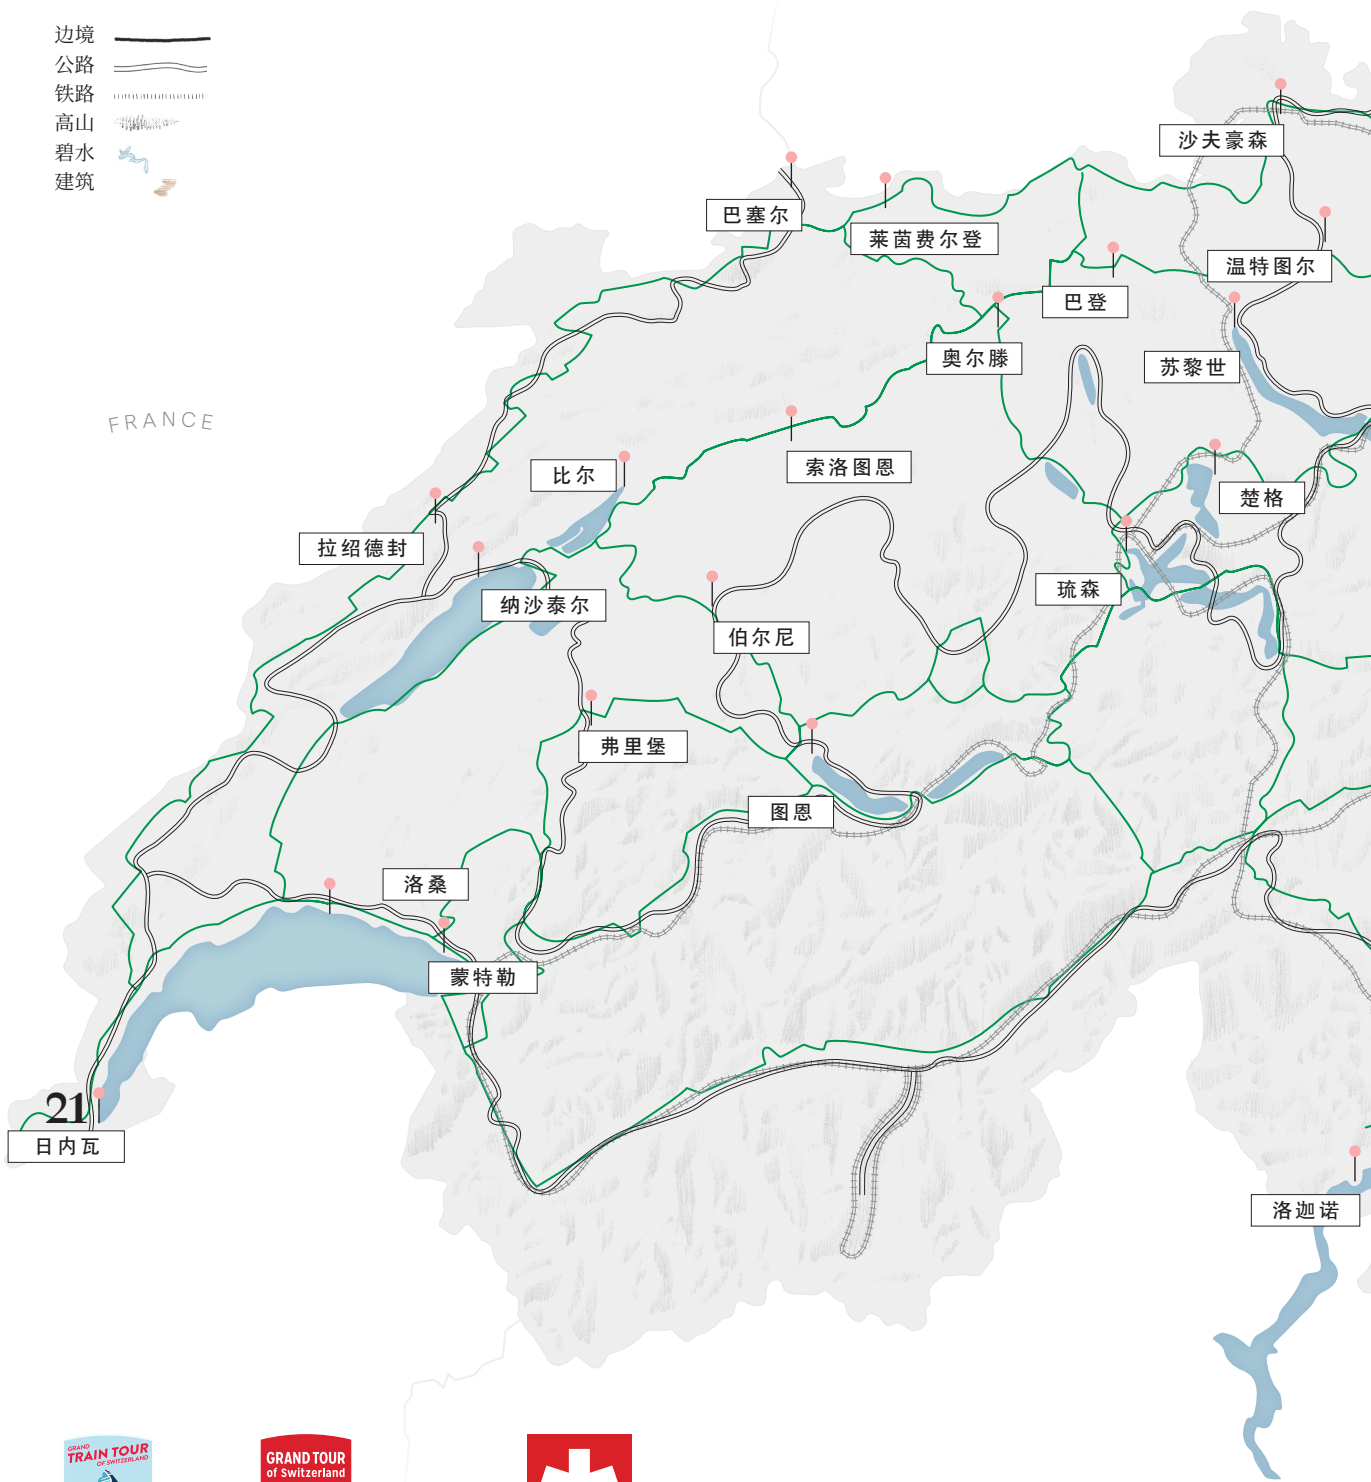 边境
公路
铁路
高山
碧水
建筑
沙夫豪森
巴塞尔
莱茵费尔登
温特图尔
巴登
奥尔滕
苏黎世
FRANCE
索洛图恩
比尔
楚格
拉绍德封
琉森
纳沙泰尔
伯尔尼
弗里堡
图恩
洛桑
蒙特勒
21
日内瓦
洛迦诺
GRAND
TRAIN TOUR
OF SWITZERLAND
GRAND TOUR
of Switzerland